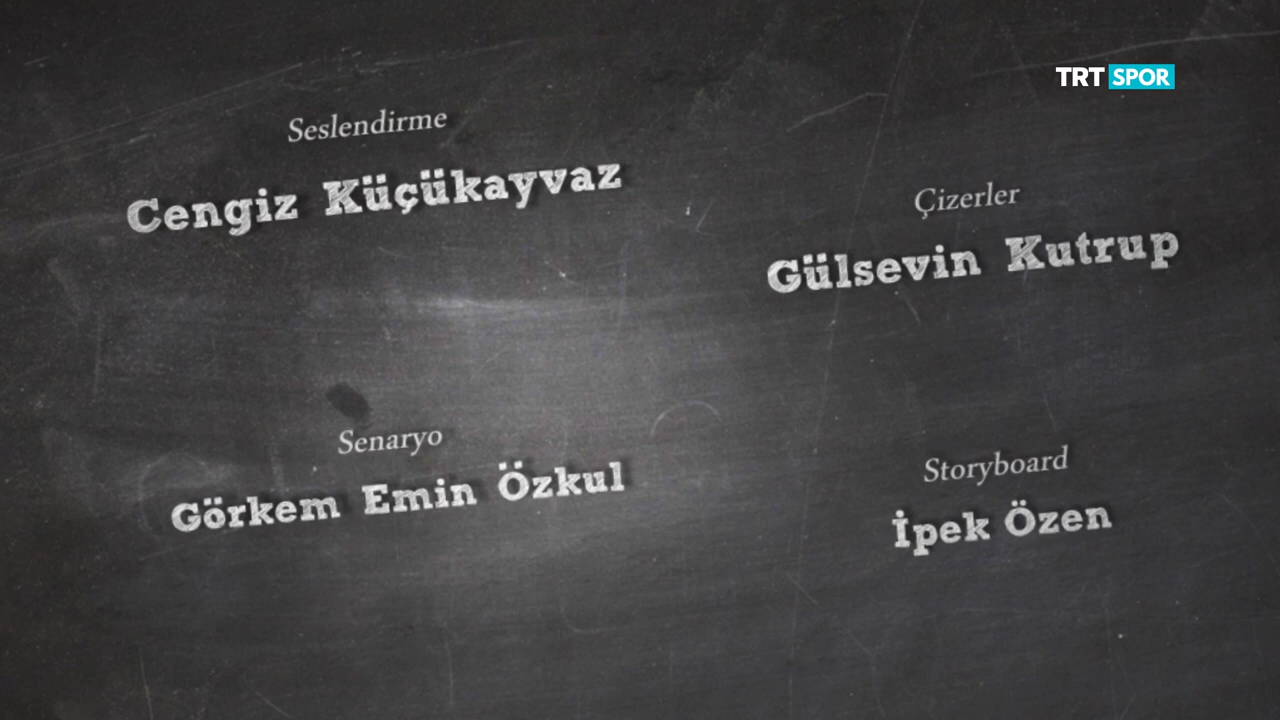 TRT SPOR
Seslendirme
Cengiz Küçükayvaz
Çizerler
Gülsevin Kutrup
Senaryo
Görkem Emin Özkul
Storyboard
İpek Özen